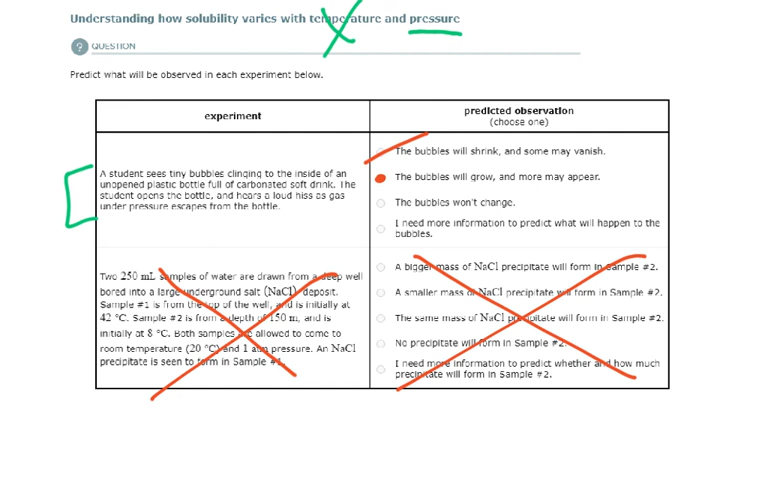 Understanding how solubility varies with temperature and pressure
? QUESTION
Predict what will be observed in each experiment below.
experiment
predicted observation
(choose one)
A student sees tiny bubbles clinging to the inside of an
unopened plastic bottle full of carbonated soft drink. The
student opens the bottle, and hears a loud hiss as gas
under pressure escapes from the bottle.
The bubbles will shrink, and some may vanish.
The bubbles will grow, and more may appear.
The bubbles won't change.
I need more information to predict what will happen to the
bubbles.
Two 250 mL samples of water are drawn from a deep well
bored into a large underground salt (NaCl) deposit.
Sample #1 is from the top of the well, and is initially at
42 °C. Sample #2 is from a depth of 150 m, and is
initially at 8 °C. Both samples are allowed to come to
room temperature (20 °C) and 1 atm pressure. An NaCl
precipitate is seen to form in Sample #1.
A bigger mass of NaCl precipitate will form in Sample #2.
A smaller mass of NaCl precipitate will form in Sample #2.
The same mass of NaCl precipitate will form in Sample #2.
No precipitate will form in Sample #2.
I need more information to predict whether and how much
precipitate will form in Sample #2.